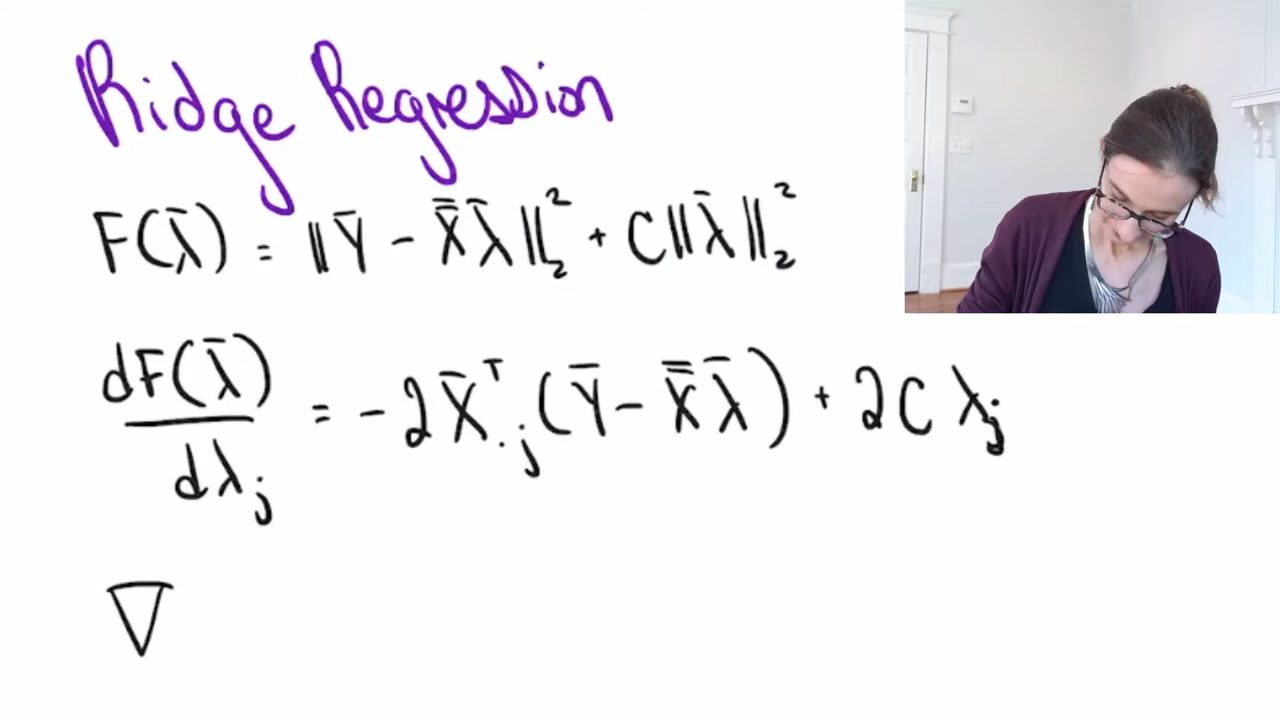 Ridge Regression
F(λ̄) = ‖Ȳ − X̿λ̄‖₂² + C‖λ̄‖₂²
dF(λ̄)/dλⱼ = −2X̄ᵀ.ⱼ(Ȳ − X̿λ̄) + 2Cλⱼ
∇